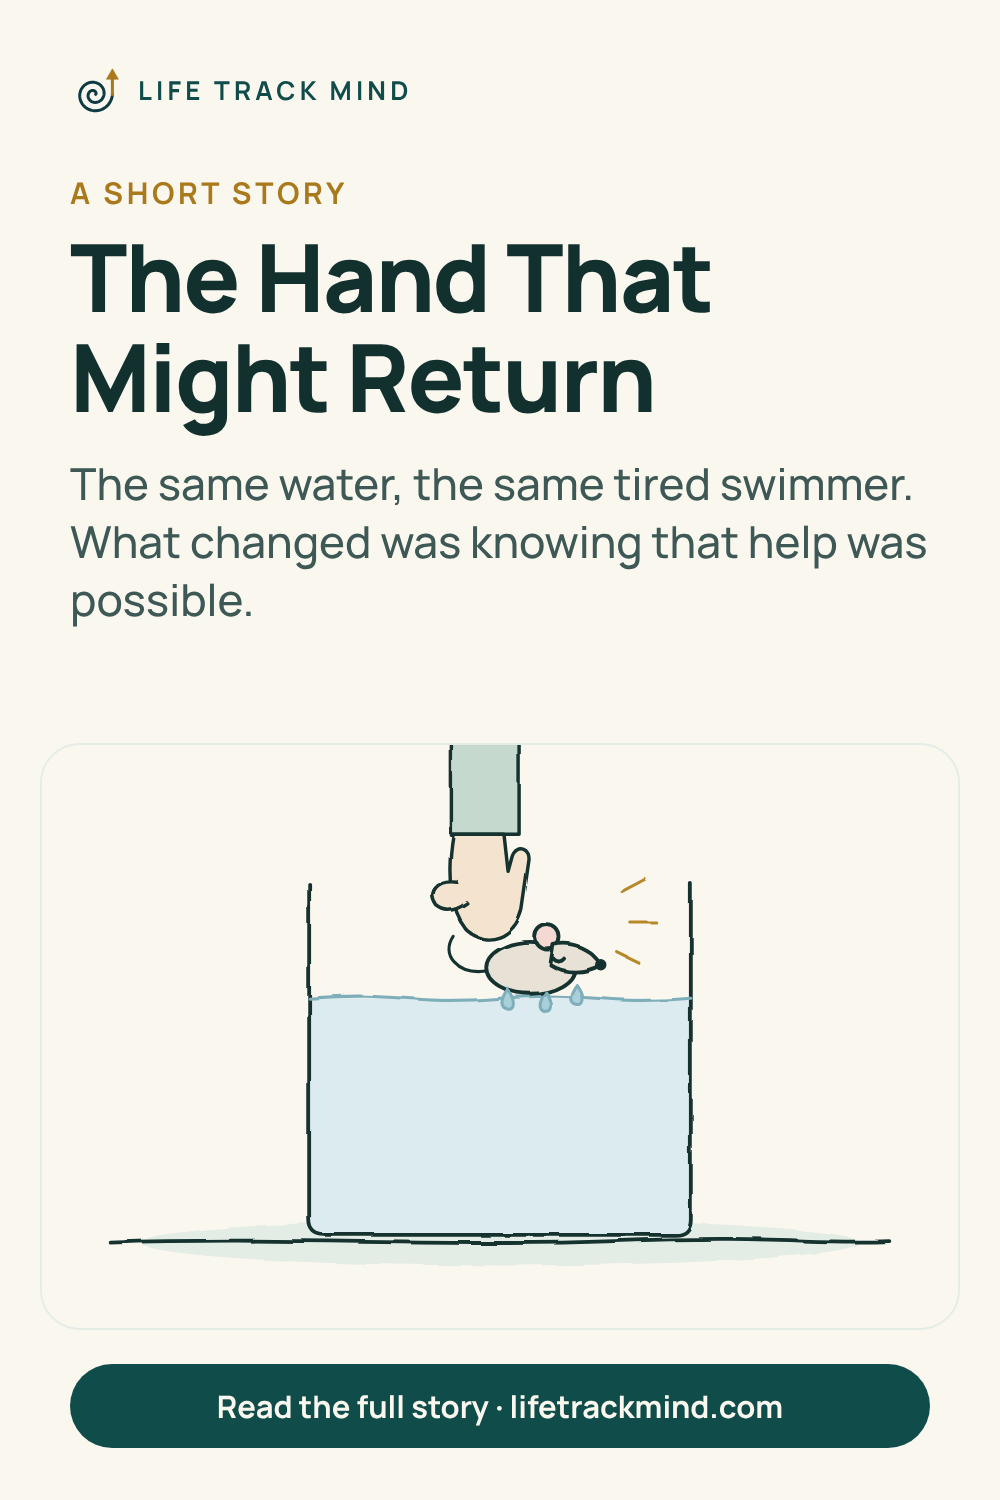 LIFE TRACK MIND
A SHORT STORY
The Hand That
Might Return
The same water, the same tired swimmer.
What changed was knowing that help was
possible.
Read the full story · lifetrackmind.com